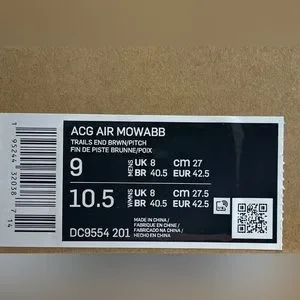 ACG AIR MOWABB
TRAILS END BRWN/PITCH
FIN DE PISTE BRUNNE/POIX
9 MENS UK 8 CM 27
BR 40.5 EUR 42.5
10.5 WMNS UK 8 CM 27.5
BR 40.5 EUR 42.5
MADE IN CHINA/
FABRIQUÉ EN CHINE/
FABRICADO NA CHINA/
HECHO EN CHINA
DC9554 201